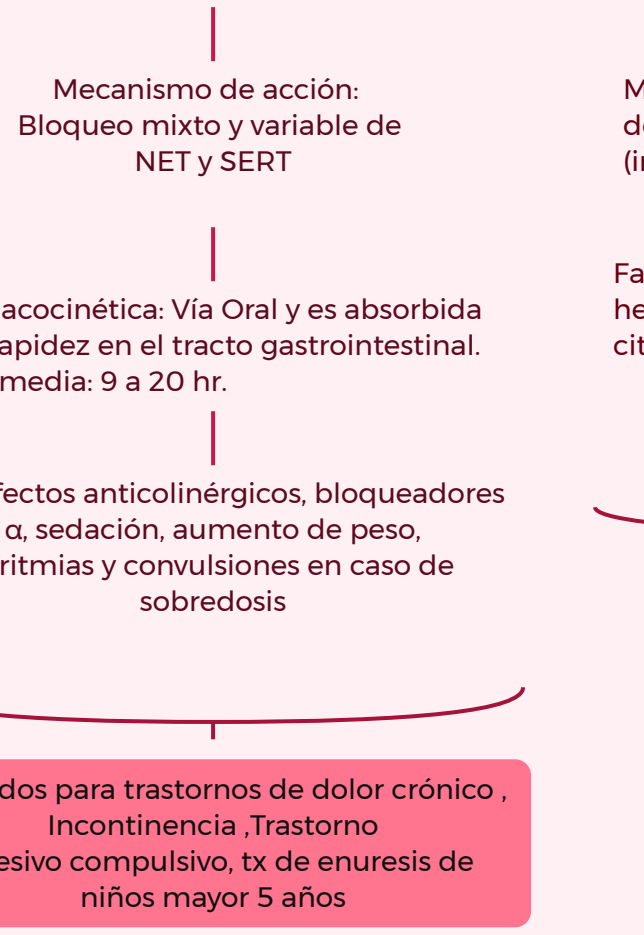 Mecanismo de acción:
Bloqueo mixto y variable de
NET y SERT
acocinética: Vía Oral y es absorbida
apidez en el tracto gastrointestinal.
media: 9 a 20 hr.
fectos anticolinérgicos, bloqueadores
α, sedación, aumento de peso,
ritmias y convulsiones en caso de
sobredosis
dos para trastornos de dolor crónico ,
Incontinencia ,Trastorno
esivo compulsivo, tx de enuresis de
niños mayor 5 años
M
d
(i
Fa
he
cit